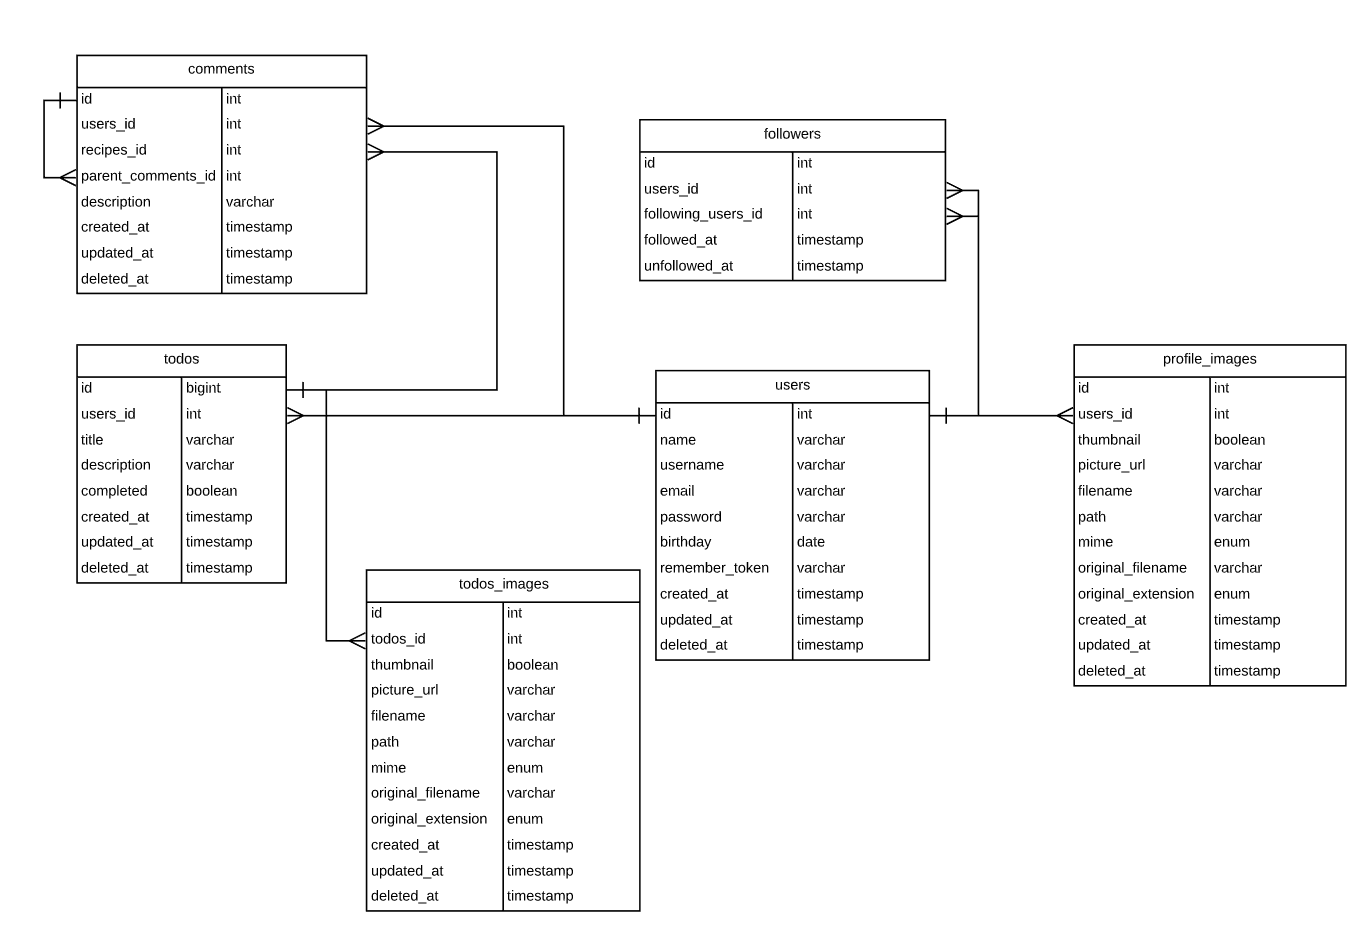 comments
id int
users_id int
recipes_id int
parent_comments_id int
description varchar
created_at timestamp
updated_at timestamp
deleted_at timestamp
followers
id int
users_id int
following_users_id int
followed_at timestamp
unfollowed_at timestamp
todos
id bigint
users_id int
title varchar
description varchar
completed boolean
created_at timestamp
updated_at timestamp
deleted_at timestamp
users
id int
name varchar
username varchar
email varchar
password varchar
birthday date
remember_token varchar
created_at timestamp
updated_at timestamp
deleted_at timestamp
profile_images
id int
users_id int
thumbnail boolean
picture_url varchar
filename varchar
path varchar
mime enum
original_filename varchar
original_extension enum
created_at timestamp
updated_at timestamp
deleted_at timestamp
todos_images
id int
todos_id int
thumbnail boolean
picture_url varchar
filename varchar
path varchar
mime enum
original_filename varchar
original_extension enum
created_at timestamp
updated_at timestamp
deleted_at timestamp